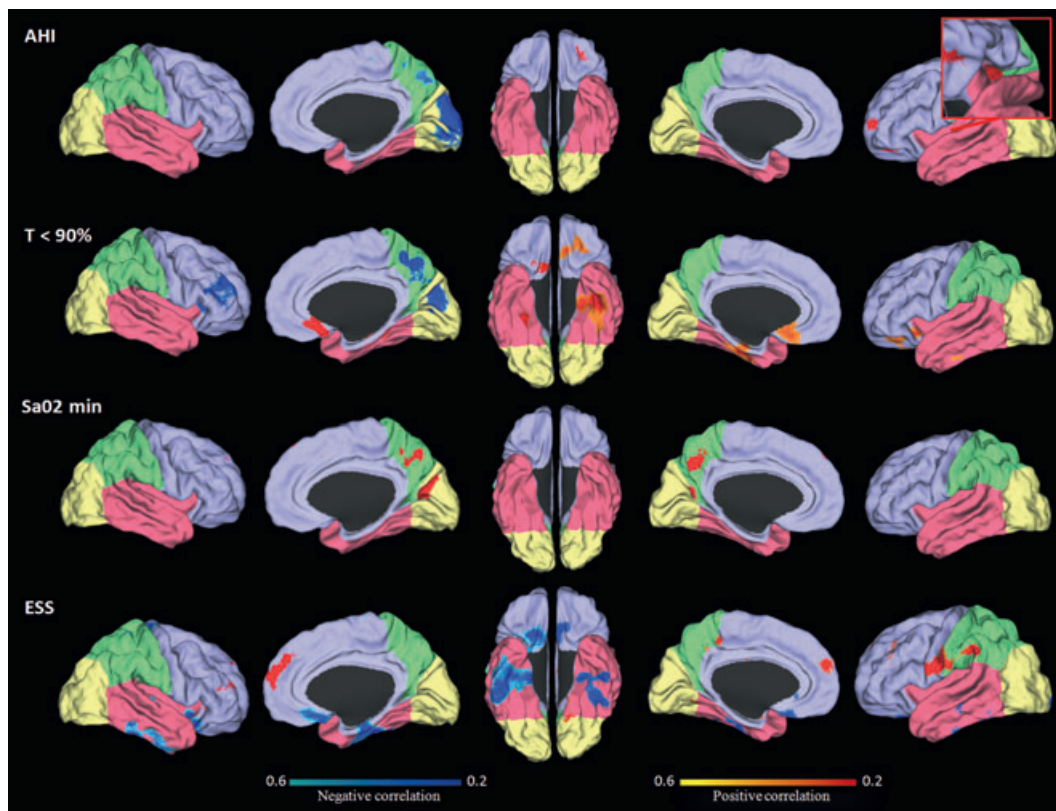 AHI
T < 90%
Sa02 min
ESS
0.6 0.2 0.6 0.2
Negative correlation Positive correlation